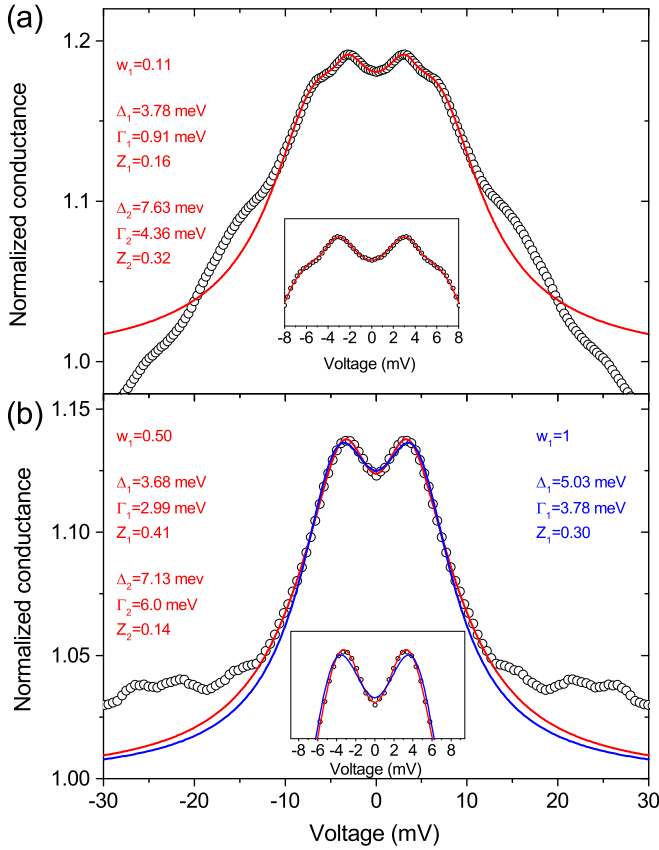 (a)
1.2
1.1
1.0
Normalized conductance
w1=0.11
Δ1=3.78 meV
Γ1=0.91 meV
Z1=0.16
Δ2=7.63 mev
Γ2=4.36 meV
Z2=0.32
-8 -6 -4 -2 0 2 4 6 8
Voltage (mV)
(b)
1.15
1.10
1.05
1.00
Normalized conductance
w1=0.50
Δ1=3.68 meV
Γ1=2.99 meV
Z1=0.41
Δ2=7.13 meV
Γ2=6.0 meV
Z2=0.14
w1=1
Δ1=5.03 meV
Γ1=3.78 meV
Z1=0.30
-8 -6 -4 -2 0 2 4 6 8
Voltage (mV)
-30 -20 -10 0 10 20 30
Voltage (mV)